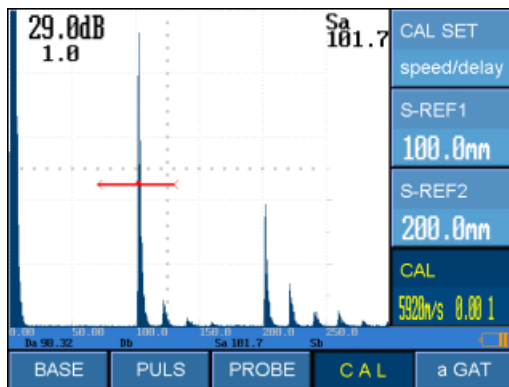 29.0dB
1.0
Sa
101.7
CAL SET
speed/delay
S-REF1
100.0mm
S-REF2
200.0mm
CAL
5920m/s 0.00 1
0.00 50.00 100.0 150.0 200.0 250.0
Da 98.32 Db Sa 101.7 Sb
BASE PULS PROBE CAL a GAT